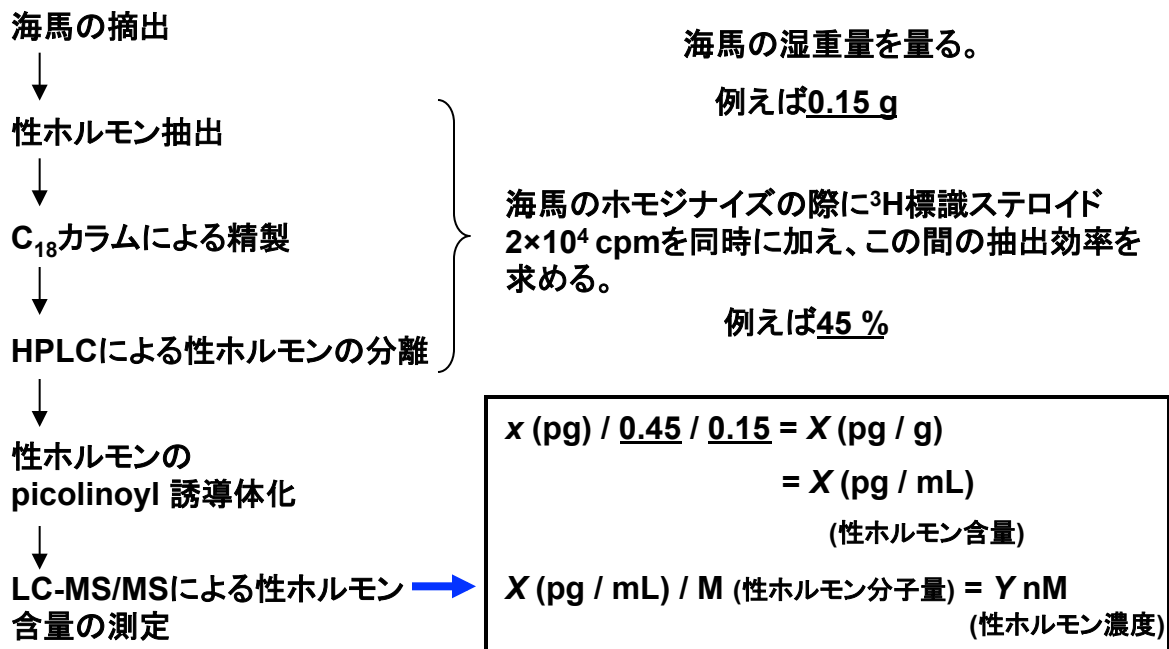 海馬の摘出
性ホルモン抽出
C₁₈カラムによる精製
HPLCによる性ホルモンの分離
性ホルモンの
picolinoyl 誘導体化
LC-MS/MSによる性ホルモン
含量の測定
海馬の湿重量を量る。
例えば0.15 g
海馬のホモジナイズの際に³H標識ステロイド
2×10⁴ cpmを同時に加え、この間の抽出効率を
求める。
例えば45 %
x (pg) / 0.45 / 0.15 = X (pg / g)
= X (pg / mL)
(性ホルモン含量)
X (pg / mL) / M (性ホルモン分子量) = Y nM
(性ホルモン濃度)